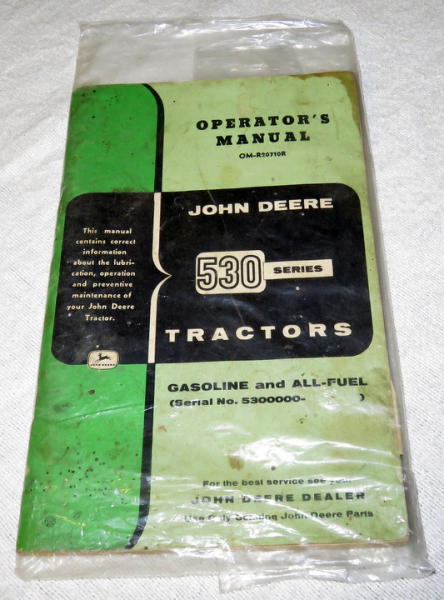 OPERATOR'S
MANUAL
OM-R20710R
JOHN DEERE
530 SERIES
TRACTORS
This manual
contains correct
information
about the lubri-
cation, operation
and preventive
maintenance of
your John Deere
Tractor.
JOHN DEERE
GASOLINE and ALL-FUEL
(Serial No. 5300000- )
For the best service see your
JOHN DEERE DEALER
Use Only Genuine John Deere Parts